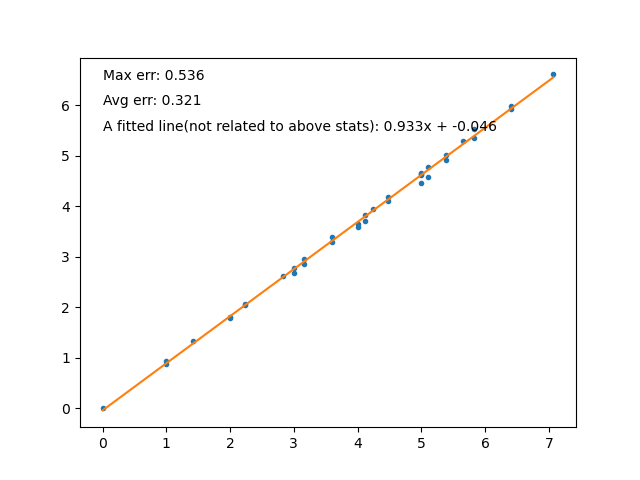 Max err: 0.536
Avg err: 0.321
A fitted line(not related to above stats): 0.933x + -0.046
6
5
4
3
2
1
0
0 1 2 3 4 5 6 7